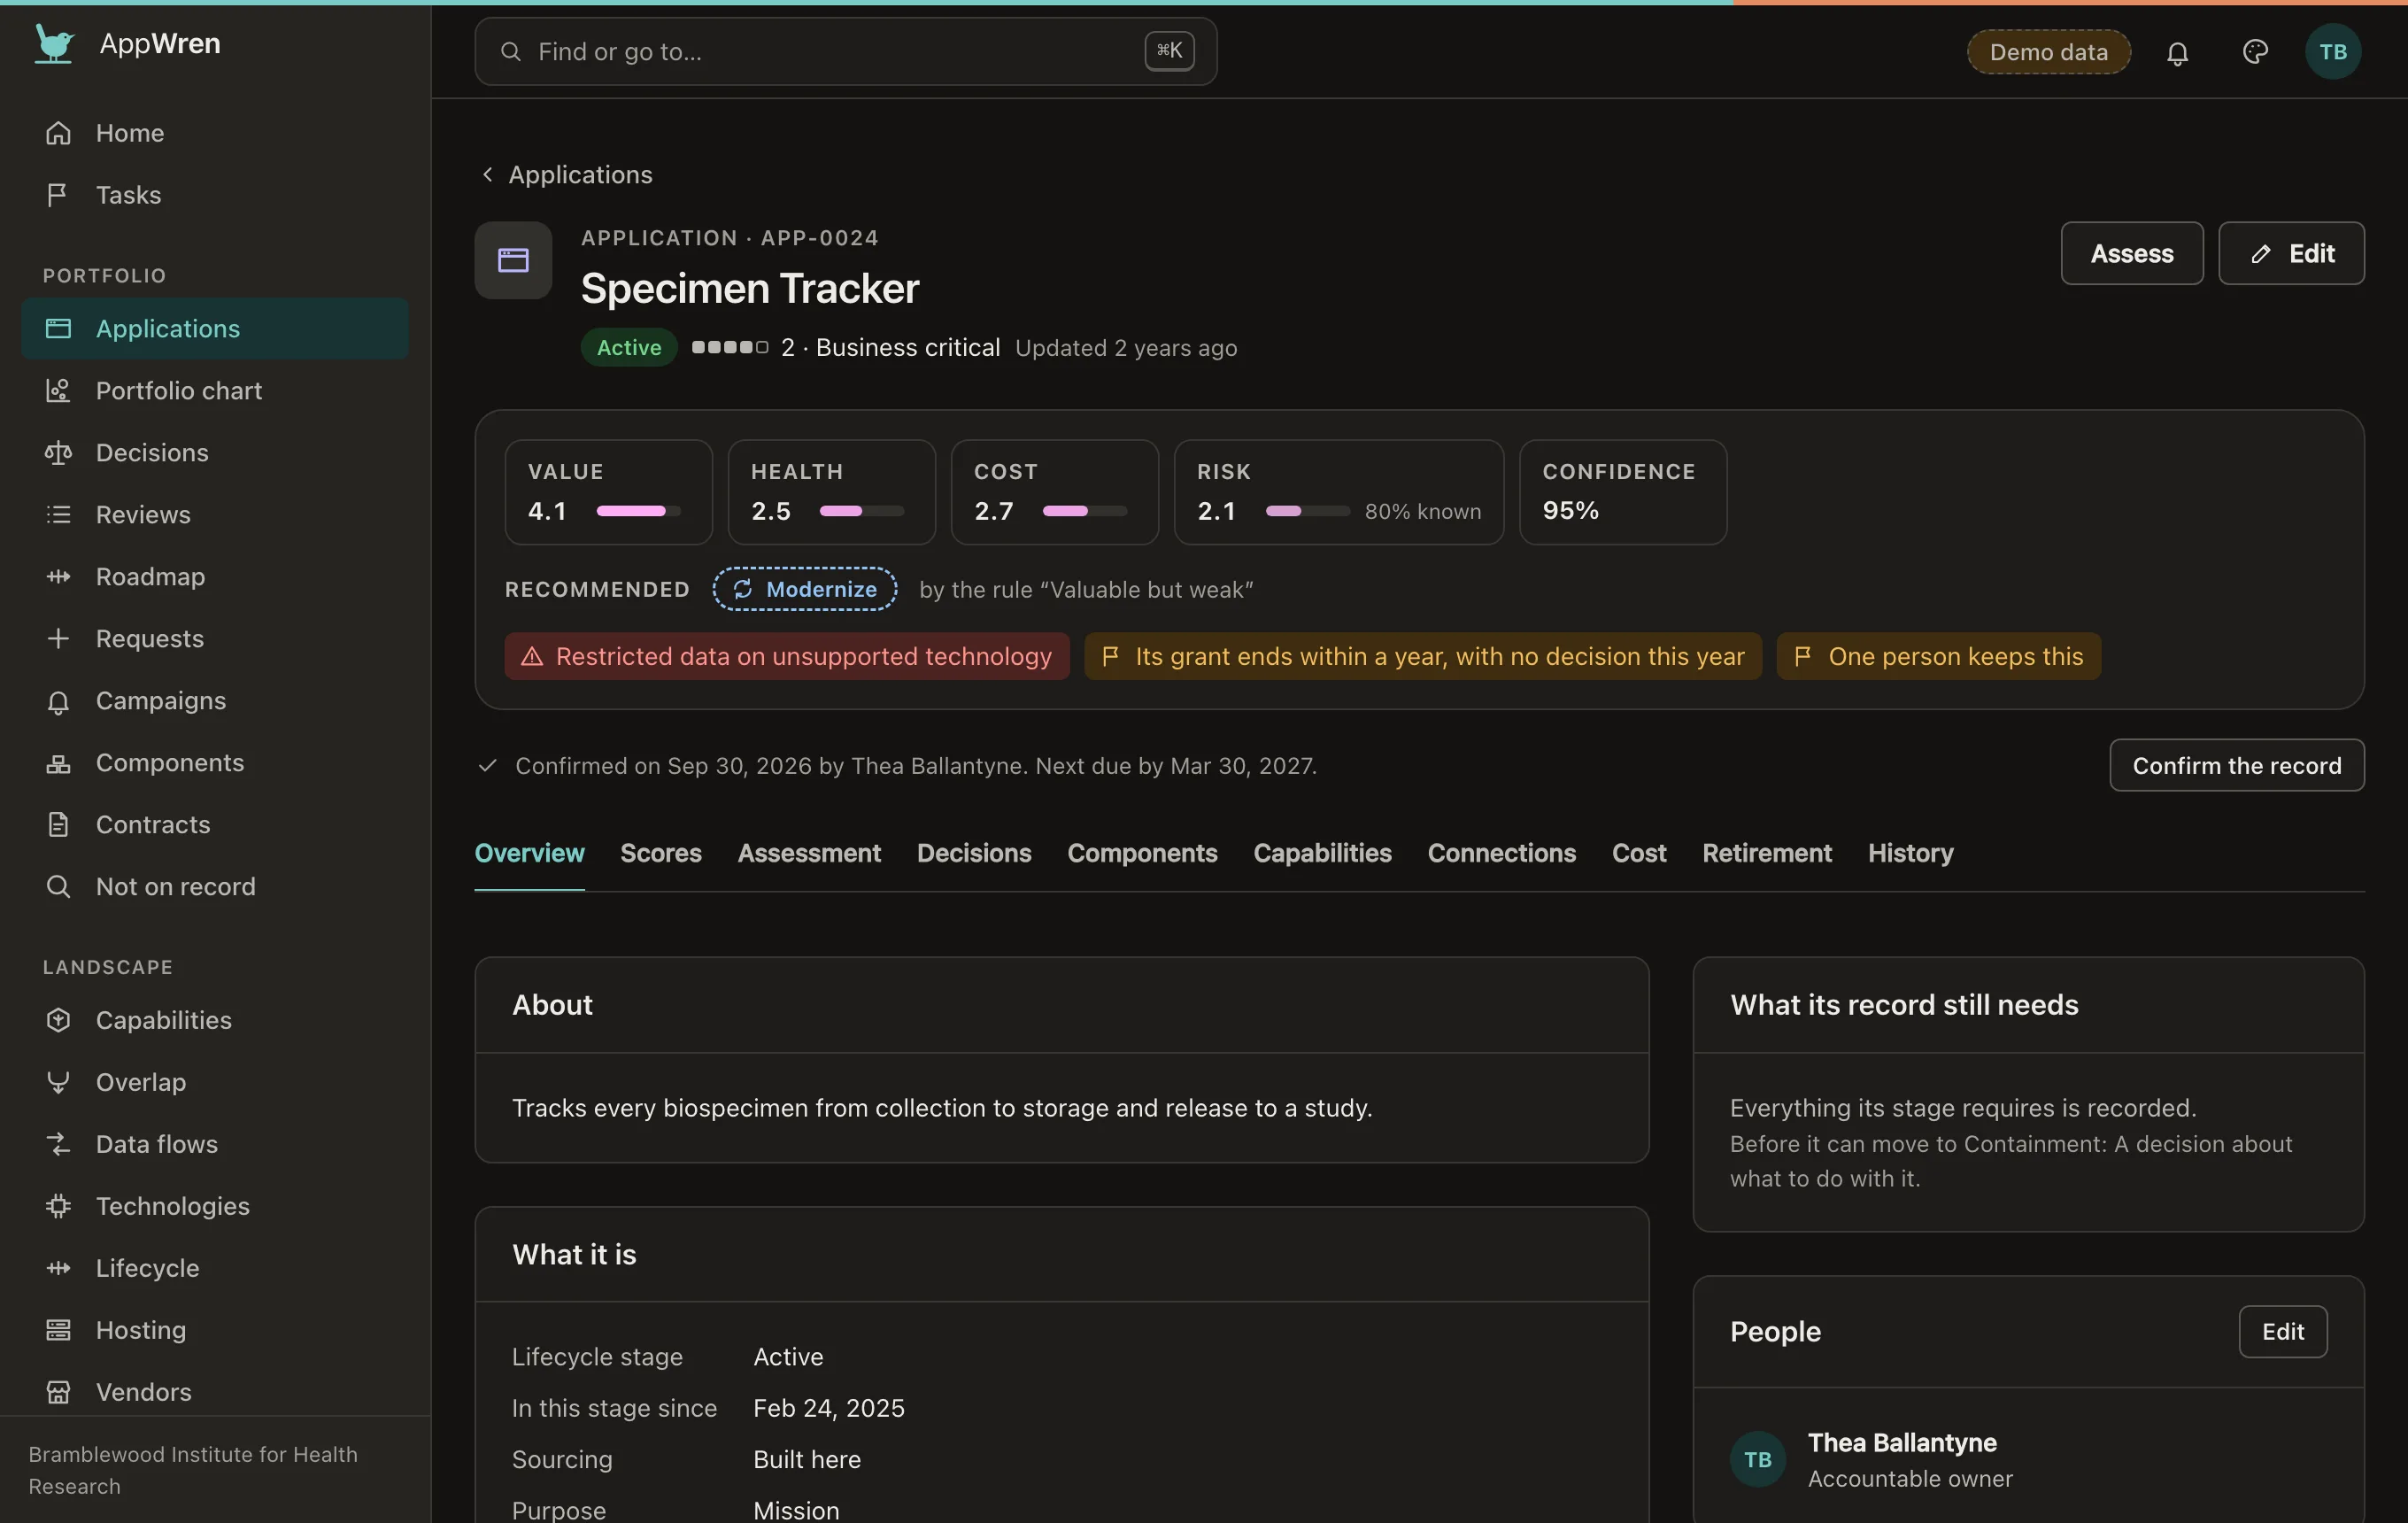 AppWren
Find or go to...
⌘K
Demo data
TB
Home
Tasks
PORTFOLIO
Applications
Portfolio chart
Decisions
Reviews
Roadmap
Requests
Campaigns
Components
Contracts
Not on record
LANDSCAPE
Capabilities
Overlap
Data flows
Technologies
Lifecycle
Hosting
Vendors
Bramblewood Institute for Health
Research
Applications
APPLICATION · APP-0024
Specimen Tracker
Assess
Edit
Active
2 · Business critical
Updated 2 years ago
VALUE
4.1
HEALTH
2.5
COST
2.7
RISK
2.1
80% known
CONFIDENCE
95%
RECOMMENDED
Modernize
by the rule “Valuable but weak”
Restricted data on unsupported technology
Its grant ends within a year, with no decision this year
One person keeps this
Confirmed on Sep 30, 2026 by Thea Ballantyne. Next due by Mar 30, 2027.
Confirm the record
Overview
Scores
Assessment
Decisions
Components
Capabilities
Connections
Cost
Retirement
History
About
Tracks every biospecimen from collection to storage and release to a study.
What it is
Lifecycle stage Active
In this stage since Feb 24, 2025
Sourcing Built here
Purpose Mission
What its record still needs
Everything its stage requires is recorded.
Before it can move to Containment: A decision about
what to do with it.
People
Edit
TB
Thea Ballantyne
Accountable owner